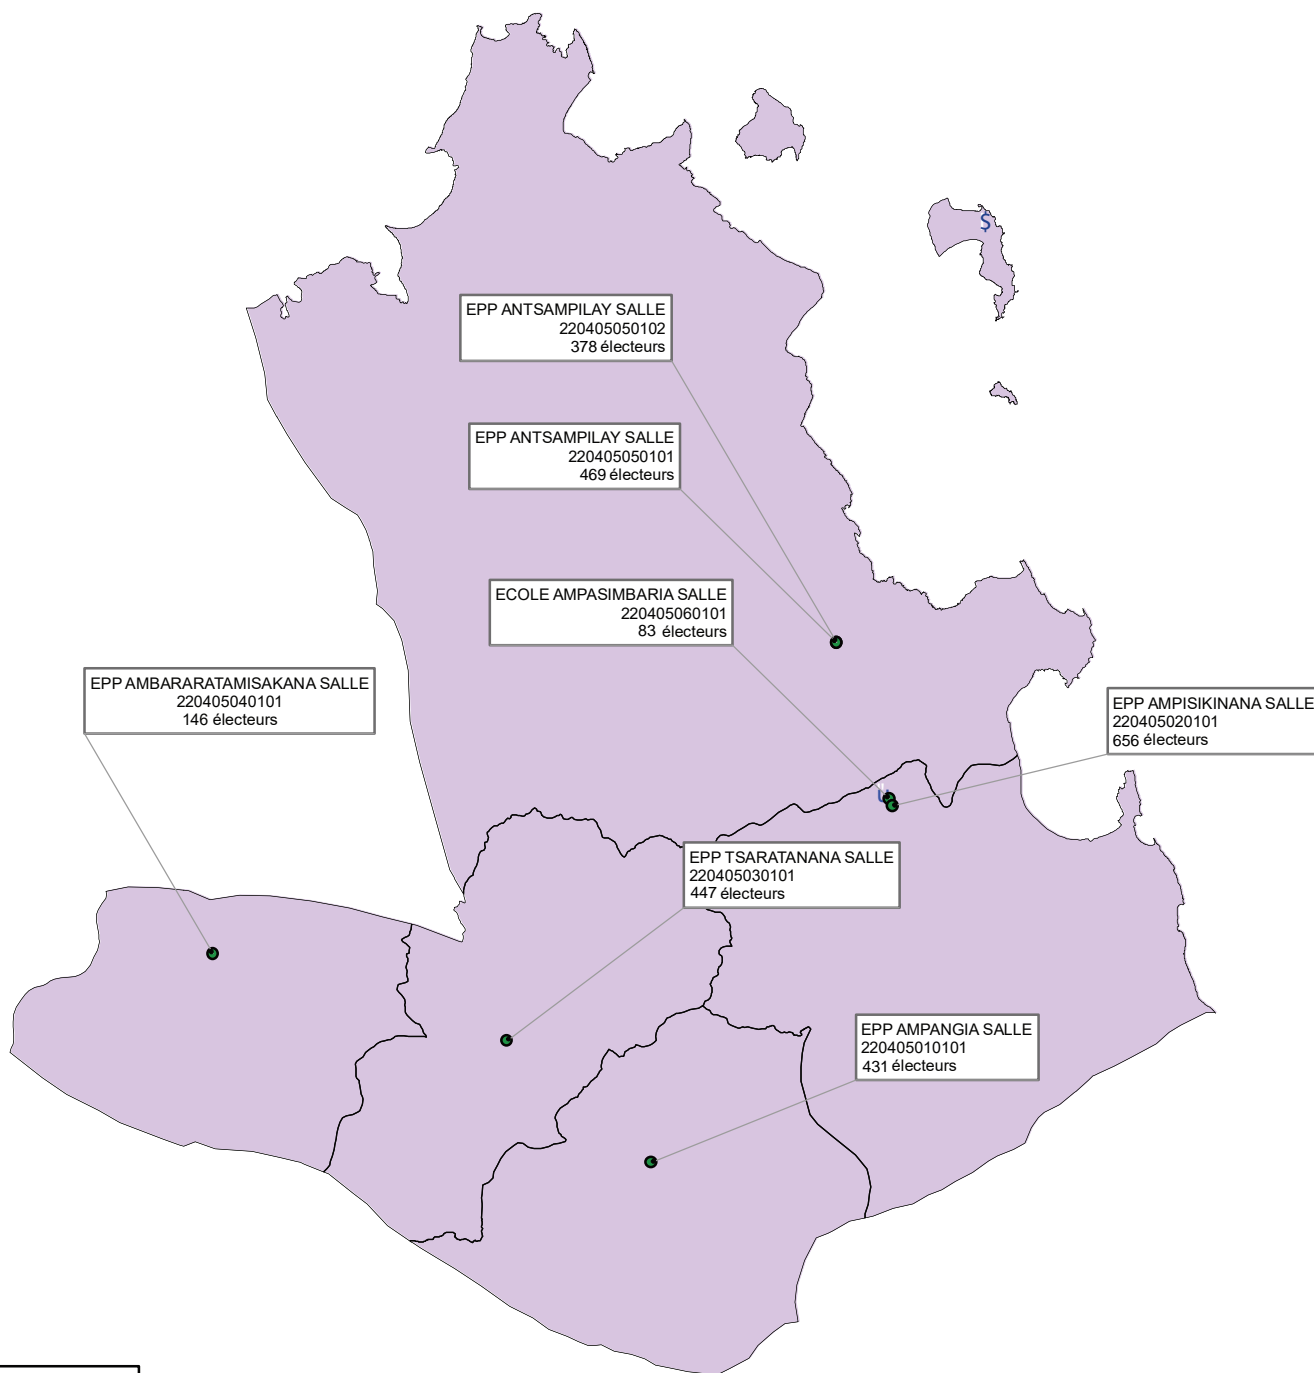 $
EPP ANTSAMPILAY SALLE
220405050102
378 électeurs
EPP ANTSAMPILAY SALLE
220405050101
469 électeurs
ECOLE AMPASIMBARIA SALLE
220405060101
83 électeurs
EPP AMBARARATAMISAKANA SALLE
220405040101
146 électeurs
EPP AMPISIKINANA SALLE
220405020101
656 électeurs
EPP TSARATANANA SALLE
220405030101
447 électeurs
EPP AMPANGIA SALLE
220405010101
431 électeurs